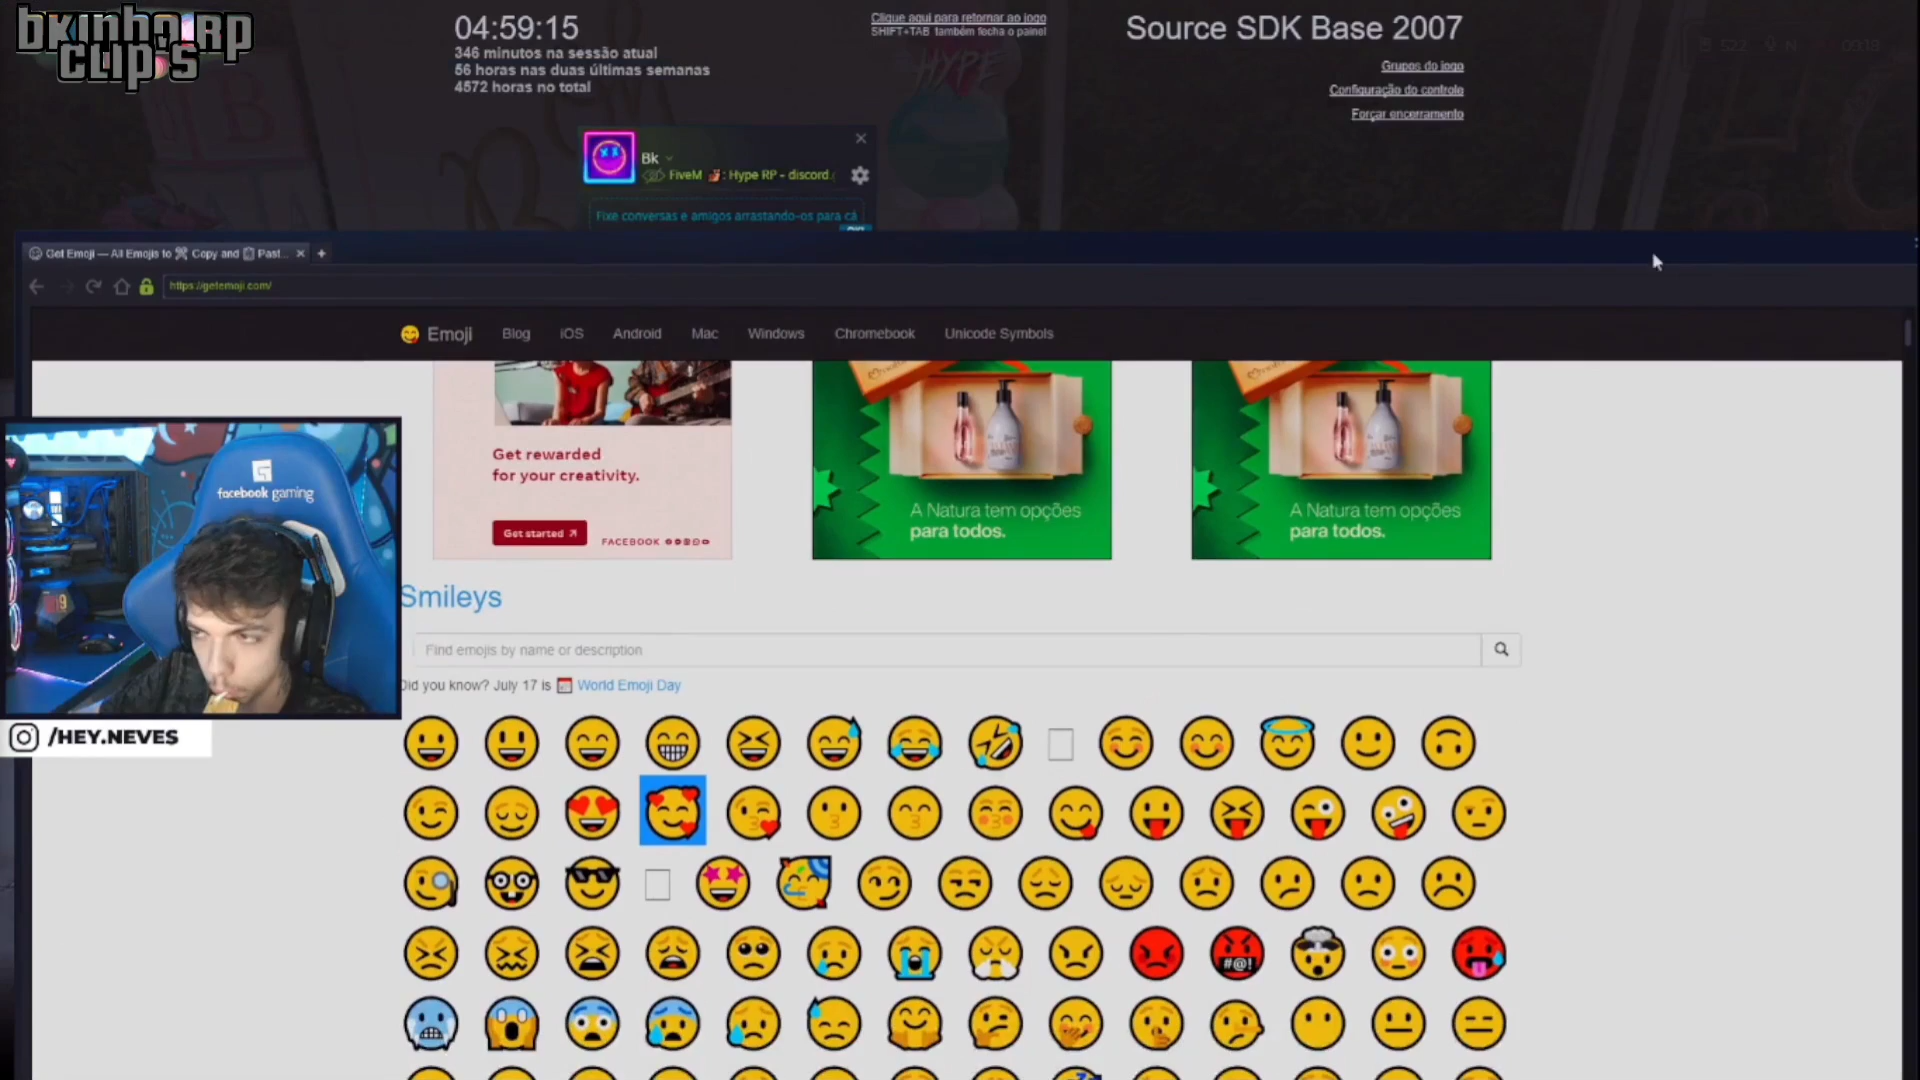 bkinho RP
CLIP'S
04:59:15
346 minutos na sessão atual
56 horas nas duas últimas semanas
4572 horas no total
Clique aqui para retornar ao jogo
SHIFT+TAB também fecha o painel
Source SDK Base 2007
Grupos do jogo
Configuração do controle
Forçar encerramento
HYPE
Bk
FiveM : Hype RP - discord.
Fixe conversas e amigos arrastando-os para cá
Get Emoji — All Emojis to Copy and Past...
https://getemoji.com/
Emoji Blog iOS Android Mac Windows Chromebook Unicode Symbols
Get rewarded
for your creativity.
Get started
FACEBOOK
A Natura tem opções
para todos.
A Natura tem opções
para todos.
facebook gaming
/HEY.NEVES
Smileys
Find emojis by name or description
Did you know? July 17 is World Emoji Day
#@!